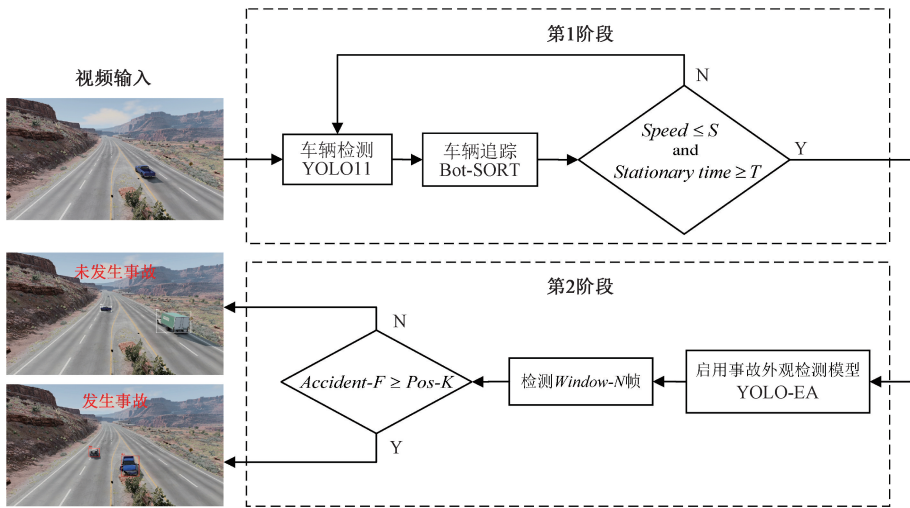 第1阶段
视频输入
N
车辆检测
YOLO11
车辆追踪
Bot-SORT
Speed ≤ S
and
Stationary time ≥ T
Y
第2阶段
未发生事故
N
Accident-F ≥ Pos-K
检测Window-N帧
启用事故外观检测模型
YOLO-EA
发生事故
Y